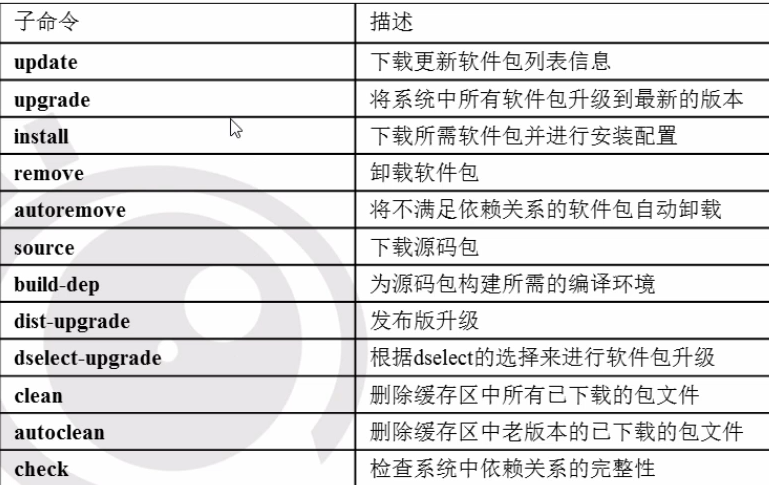 子命令 描述
update 下载更新软件包列表信息
upgrade 将系统中所有软件包升级到最新的版本
install 下载所需软件包并进行安装配置
remove 卸载软件包
autoremove 将不满足依赖关系的软件包自动卸载
source 下载源码包
build-dep 为源码包构建所需的编译环境
dist-upgrade 发布版升级
dselect-upgrade 根据dselect的选择来进行软件包升级
clean 删除缓存区中所有已下载的包文件
autoclean 删除缓存区中老版本的已下载的包文件
check 检查系统中依赖关系的完整性